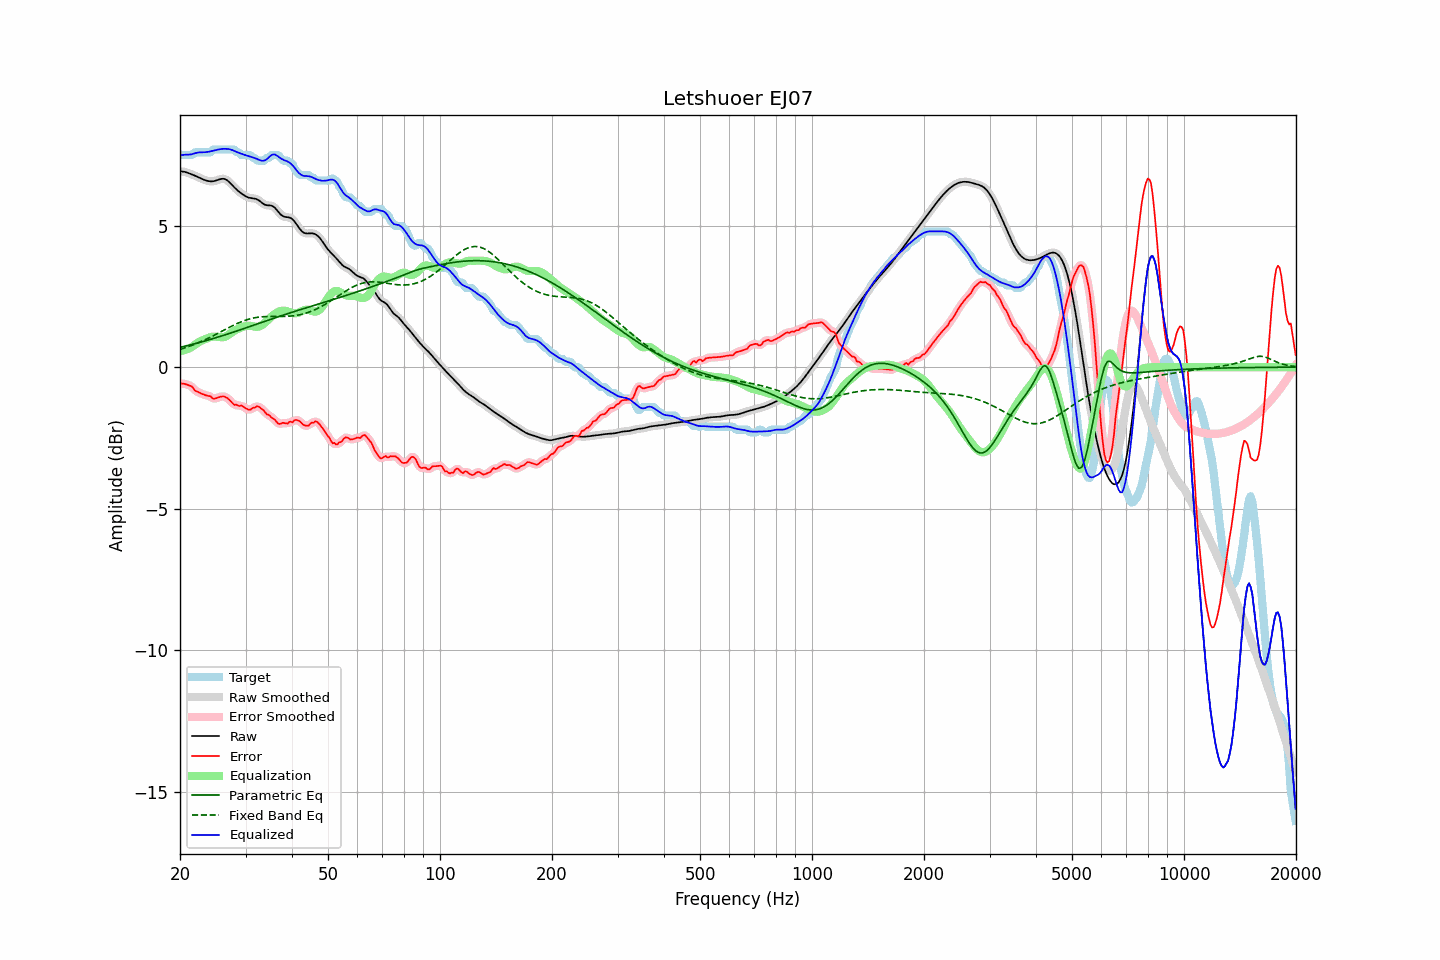 Letshuoer EJ07
Amplitude (dBr)
5
0
−5
−10
−15
Target
Raw Smoothed
Error Smoothed
Raw
Error
Equalization
Parametric Eq
Fixed Band Eq
Equalized
20 50 100 200 500 1000 2000 5000 10000 20000
Frequency (Hz)